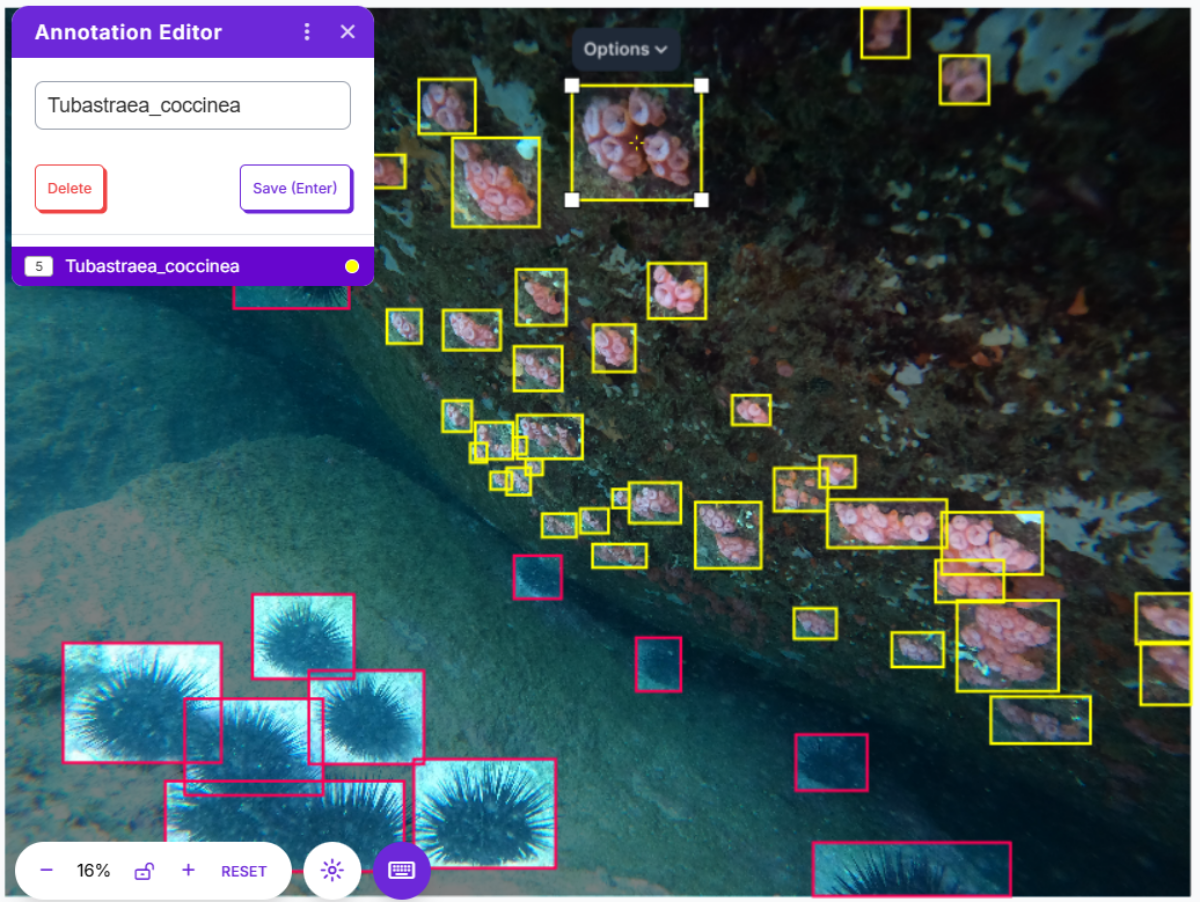 Annotation Editor
Options
Tubastraea_coccinea
Delete
Save (Enter)
5 Tubastraea_coccinea
16%
RESET